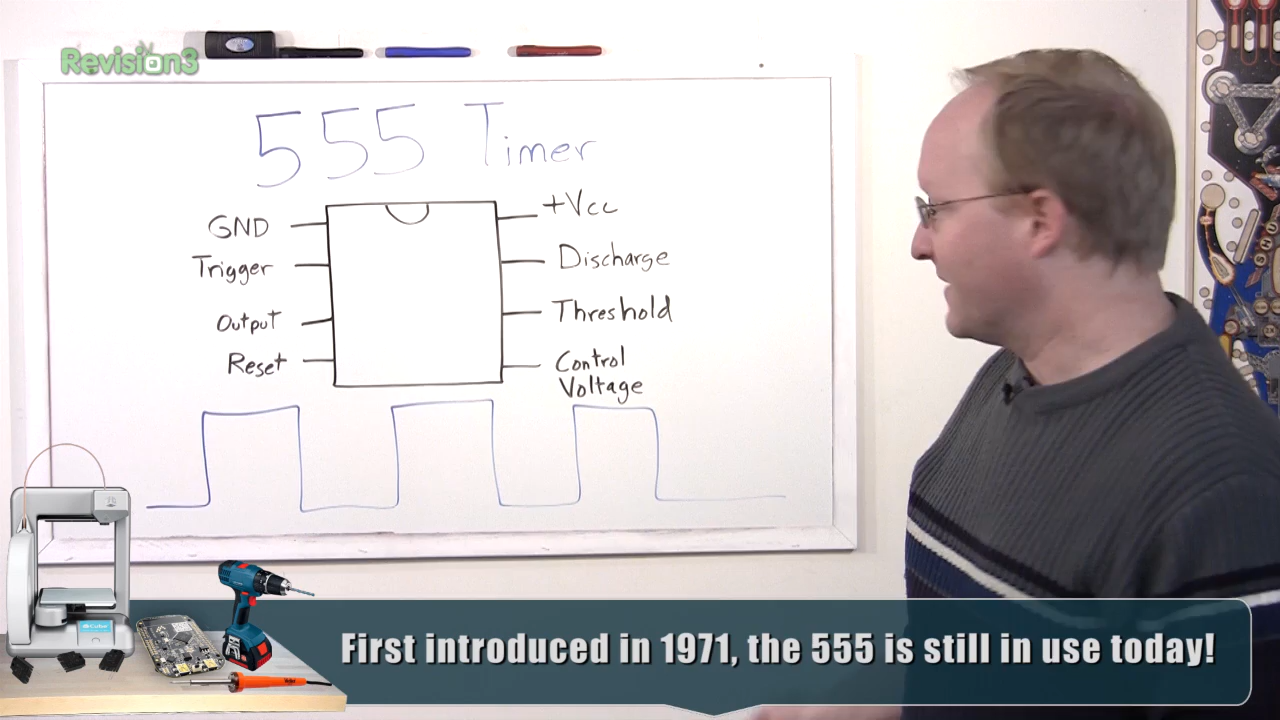 Revision3
555 Timer
GND
+Vcc
Trigger
Discharge
Output
Threshold
Reset
Control
Voltage
First introduced in 1971, the 555 is still in use today!